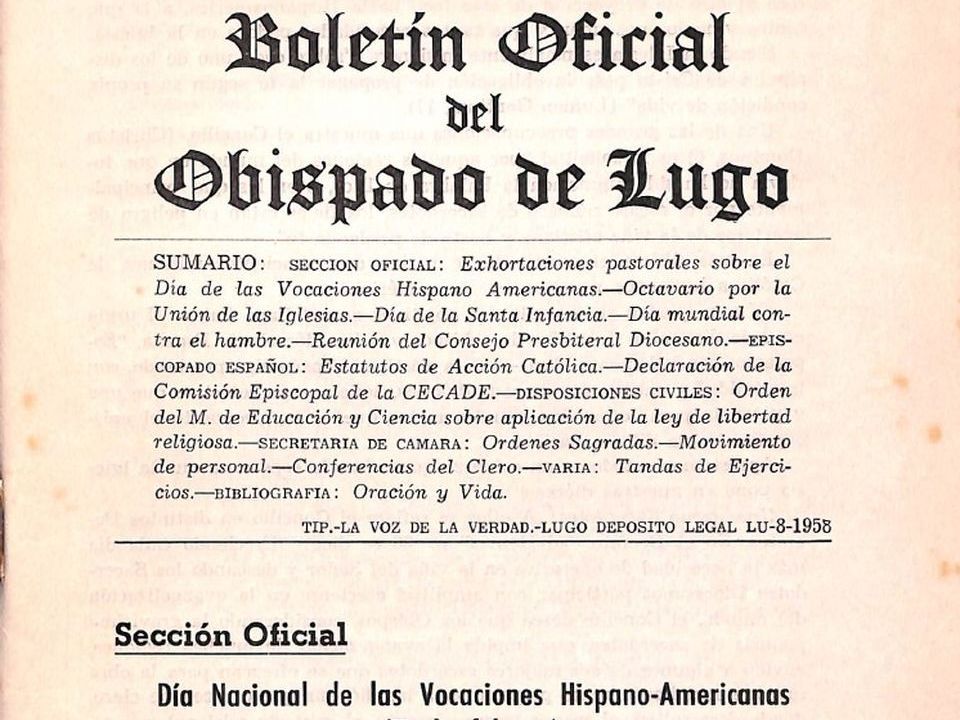 Boletín Oficial
del
Obispado de Lugo
SUMARIO: SECCION OFICIAL: Exhortaciones pastorales sobre el
Día de las Vocaciones Hispano Americanas.—Octavario por la
Unión de las Iglesias.—Día de la Santa Infancia.—Día mundial con-
tra el hambre.—Reunión del Consejo Presbiteral Diocesano.—EPIS-
COPADO ESPAÑOL: Estatutos de Acción Católica.—Declaración de la
Comisión Episcopal de la CECADE.—DISPOSICIONES CIVILES: Orden
del M. de Educación y Ciencia sobre aplicación de la ley de libertad
religiosa.—SECRETARIA DE CAMARA: Ordenes Sagradas.—Movimiento
de personal.—Conferencias del Clero.—VARIA: Tandas de Ejerci-
cios.—BIBLIOGRAFIA: Oración y Vida.
TIP.-LA VOZ DE LA VERDAD.-LUGO DEPOSITO LEGAL LU-8-1958
Sección Oficial
Día Nacional de las Vocaciones Hispano-Americanas